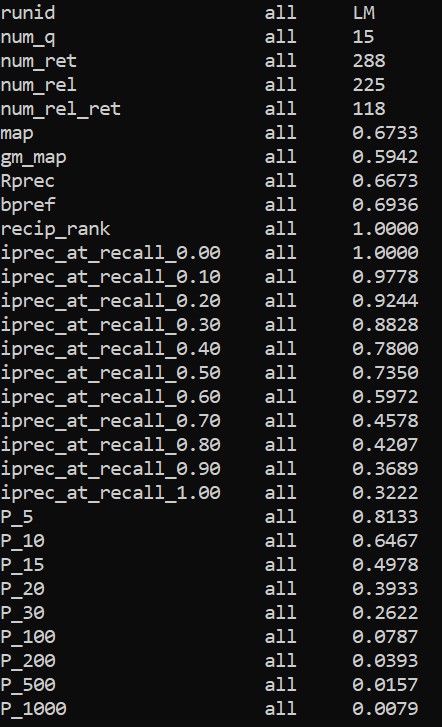 runid all LM
num_q all 15
num_ret all 288
num_rel all 225
num_rel_ret all 118
map all 0.6733
gm_map all 0.5942
Rprec all 0.6673
bpref all 0.6936
recip_rank all 1.0000
iprec_at_recall_0.00 all 1.0000
iprec_at_recall_0.10 all 0.9778
iprec_at_recall_0.20 all 0.9244
iprec_at_recall_0.30 all 0.8828
iprec_at_recall_0.40 all 0.7800
iprec_at_recall_0.50 all 0.7350
iprec_at_recall_0.60 all 0.5972
iprec_at_recall_0.70 all 0.4578
iprec_at_recall_0.80 all 0.4207
iprec_at_recall_0.90 all 0.3689
iprec_at_recall_1.00 all 0.3222
P_5 all 0.8133
P_10 all 0.6467
P_15 all 0.4978
P_20 all 0.3933
P_30 all 0.2622
P_100 all 0.0787
P_200 all 0.0393
P_500 all 0.0157
P_1000 all 0.0079